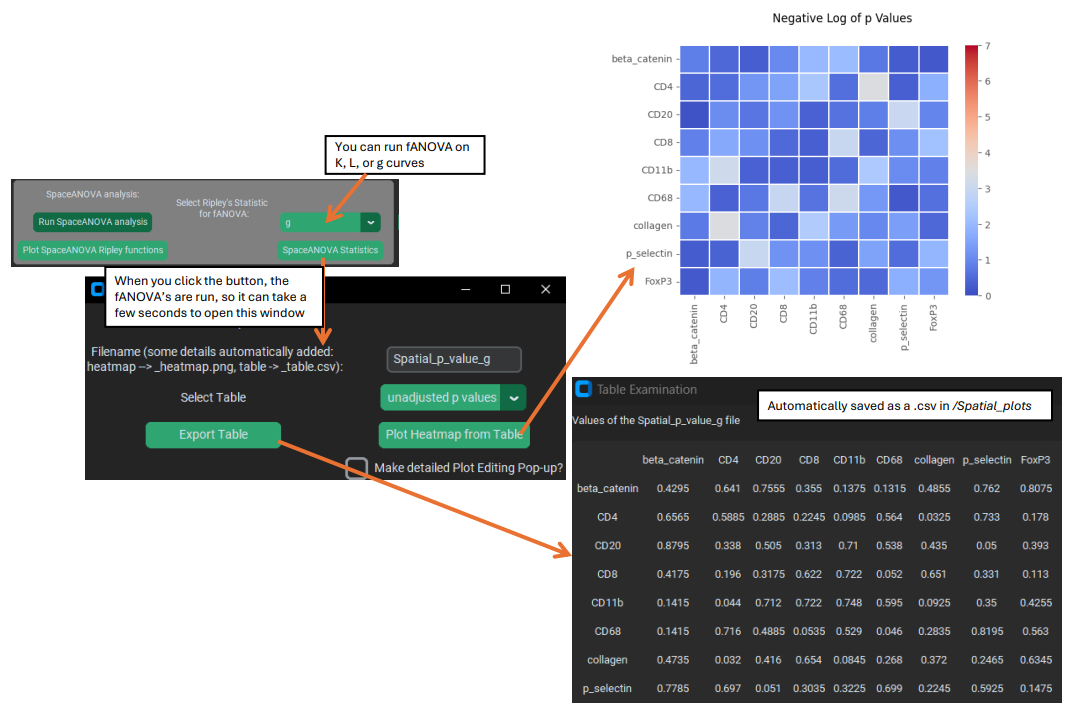 Negative Log of p Values
beta_catenin
CD4
CD20
CD8
CD11b
CD68
collagen
p_selectin
FoxP3
beta_catenin
CD4
CD20
CD8
CD11b
CD68
collagen
p_selectin
FoxP3
7
6
5
4
3
2
1
0
You can run fANOVA on
K, L, or g curves
SpaceANOVA analysis:
Select Ripley's Statistic
for fANOVA:
Run SpaceANOVA analysis
g
Plot SpaceANOVA Ripley functions
SpaceANOVA Statistics
When you click the button, the
fANOVA's are run, so it can take a
few seconds to open this window
Filename (some details automatically added:
heatmap --> _heatmap.png, table -> _table.csv):
Spatial_p_value_g
Select Table
unadjusted p values
Export Table
Plot Heatmap from Table
Make detailed Plot Editing Pop-up?
Table Examination
Automatically saved as a .csv in /Spatial_plots
Values of the Spatial_p_value_g file
beta_catenin CD4 CD20 CD8 CD11b CD68 collagen p_selectin FoxP3
beta_catenin 0.4295 0.641 0.7555 0.355 0.1375 0.1315 0.4855 0.762 0.8075
CD4 0.6565 0.5885 0.2885 0.2245 0.0985 0.564 0.0325 0.733 0.178
CD20 0.8795 0.338 0.505 0.313 0.71 0.538 0.435 0.05 0.393
CD8 0.4175 0.196 0.3175 0.622 0.722 0.052 0.651 0.331 0.113
CD11b 0.1415 0.044 0.712 0.722 0.748 0.595 0.0925 0.35 0.4255
CD68 0.1415 0.716 0.4885 0.0535 0.529 0.046 0.2835 0.8195 0.563
collagen 0.4735 0.032 0.416 0.654 0.0845 0.268 0.372 0.2465 0.6345
p_selectin 0.7785 0.697 0.051 0.3035 0.3225 0.699 0.2245 0.5925 0.1475